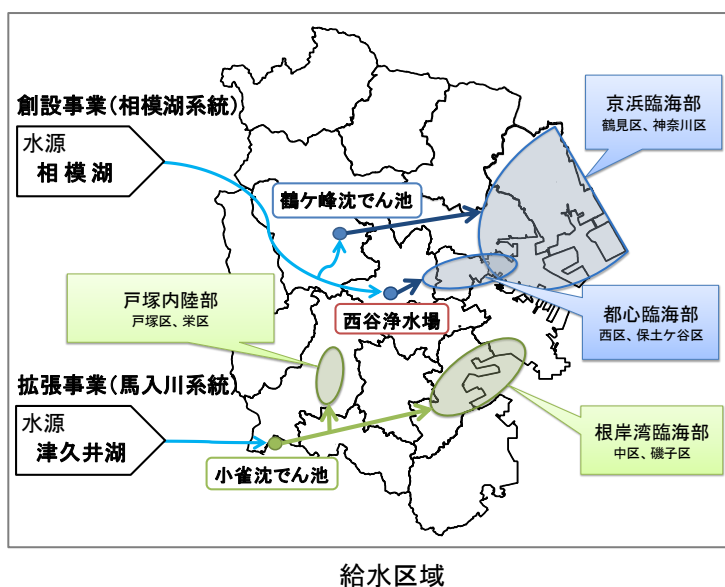 創設事業(相模湖系統)
水源
相模湖
京浜臨海部
鶴見区、神奈川区
鶴ケ峰沈でん池
西谷浄水場
都心臨海部
西区、保土ケ谷区
戸塚内陸部
戸塚区、栄区
拡張事業(馬入川系統)
水源
津久井湖
小雀沈でん池
根岸湾臨海部
中区、磯子区
給水区域